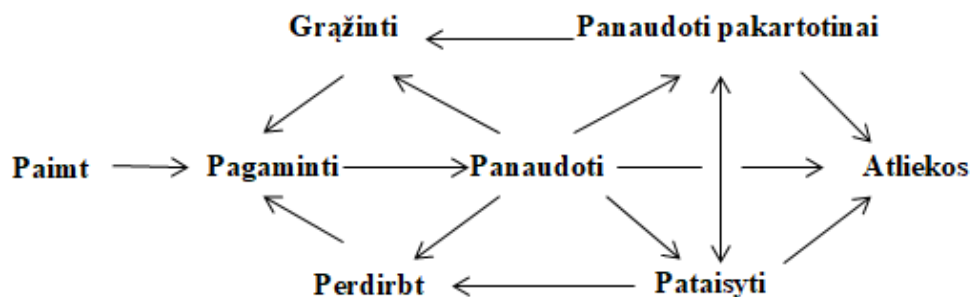 Grąžinti Panaudoti pakartotinai
Paimt Pagaminti Panaudoti Atliekos
Perdirbt Pataisyti